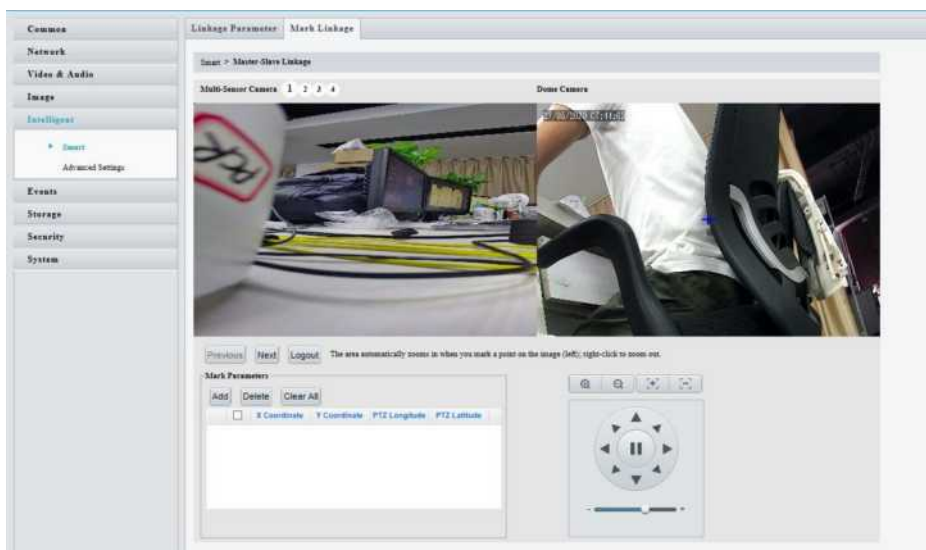 Common
Network
Video & Audio
Image
Intelligent
Smart
Advanced Settings
Events
Storage
Security
System
Linkage Parameter
Mark Linkage
Smart > Master-Slave Linkage
Multi-Sensor Camera 1 2 3 4
Dome Camera
Previous
Next
Logout
The area automatically zooms in when you mark a point on the image (left); right-click to zoom out.
Mark Parameters
Add
Delete
Clear All
X Coordinate
Y Coordinate
PTZ Longitude
PTZ Latitude